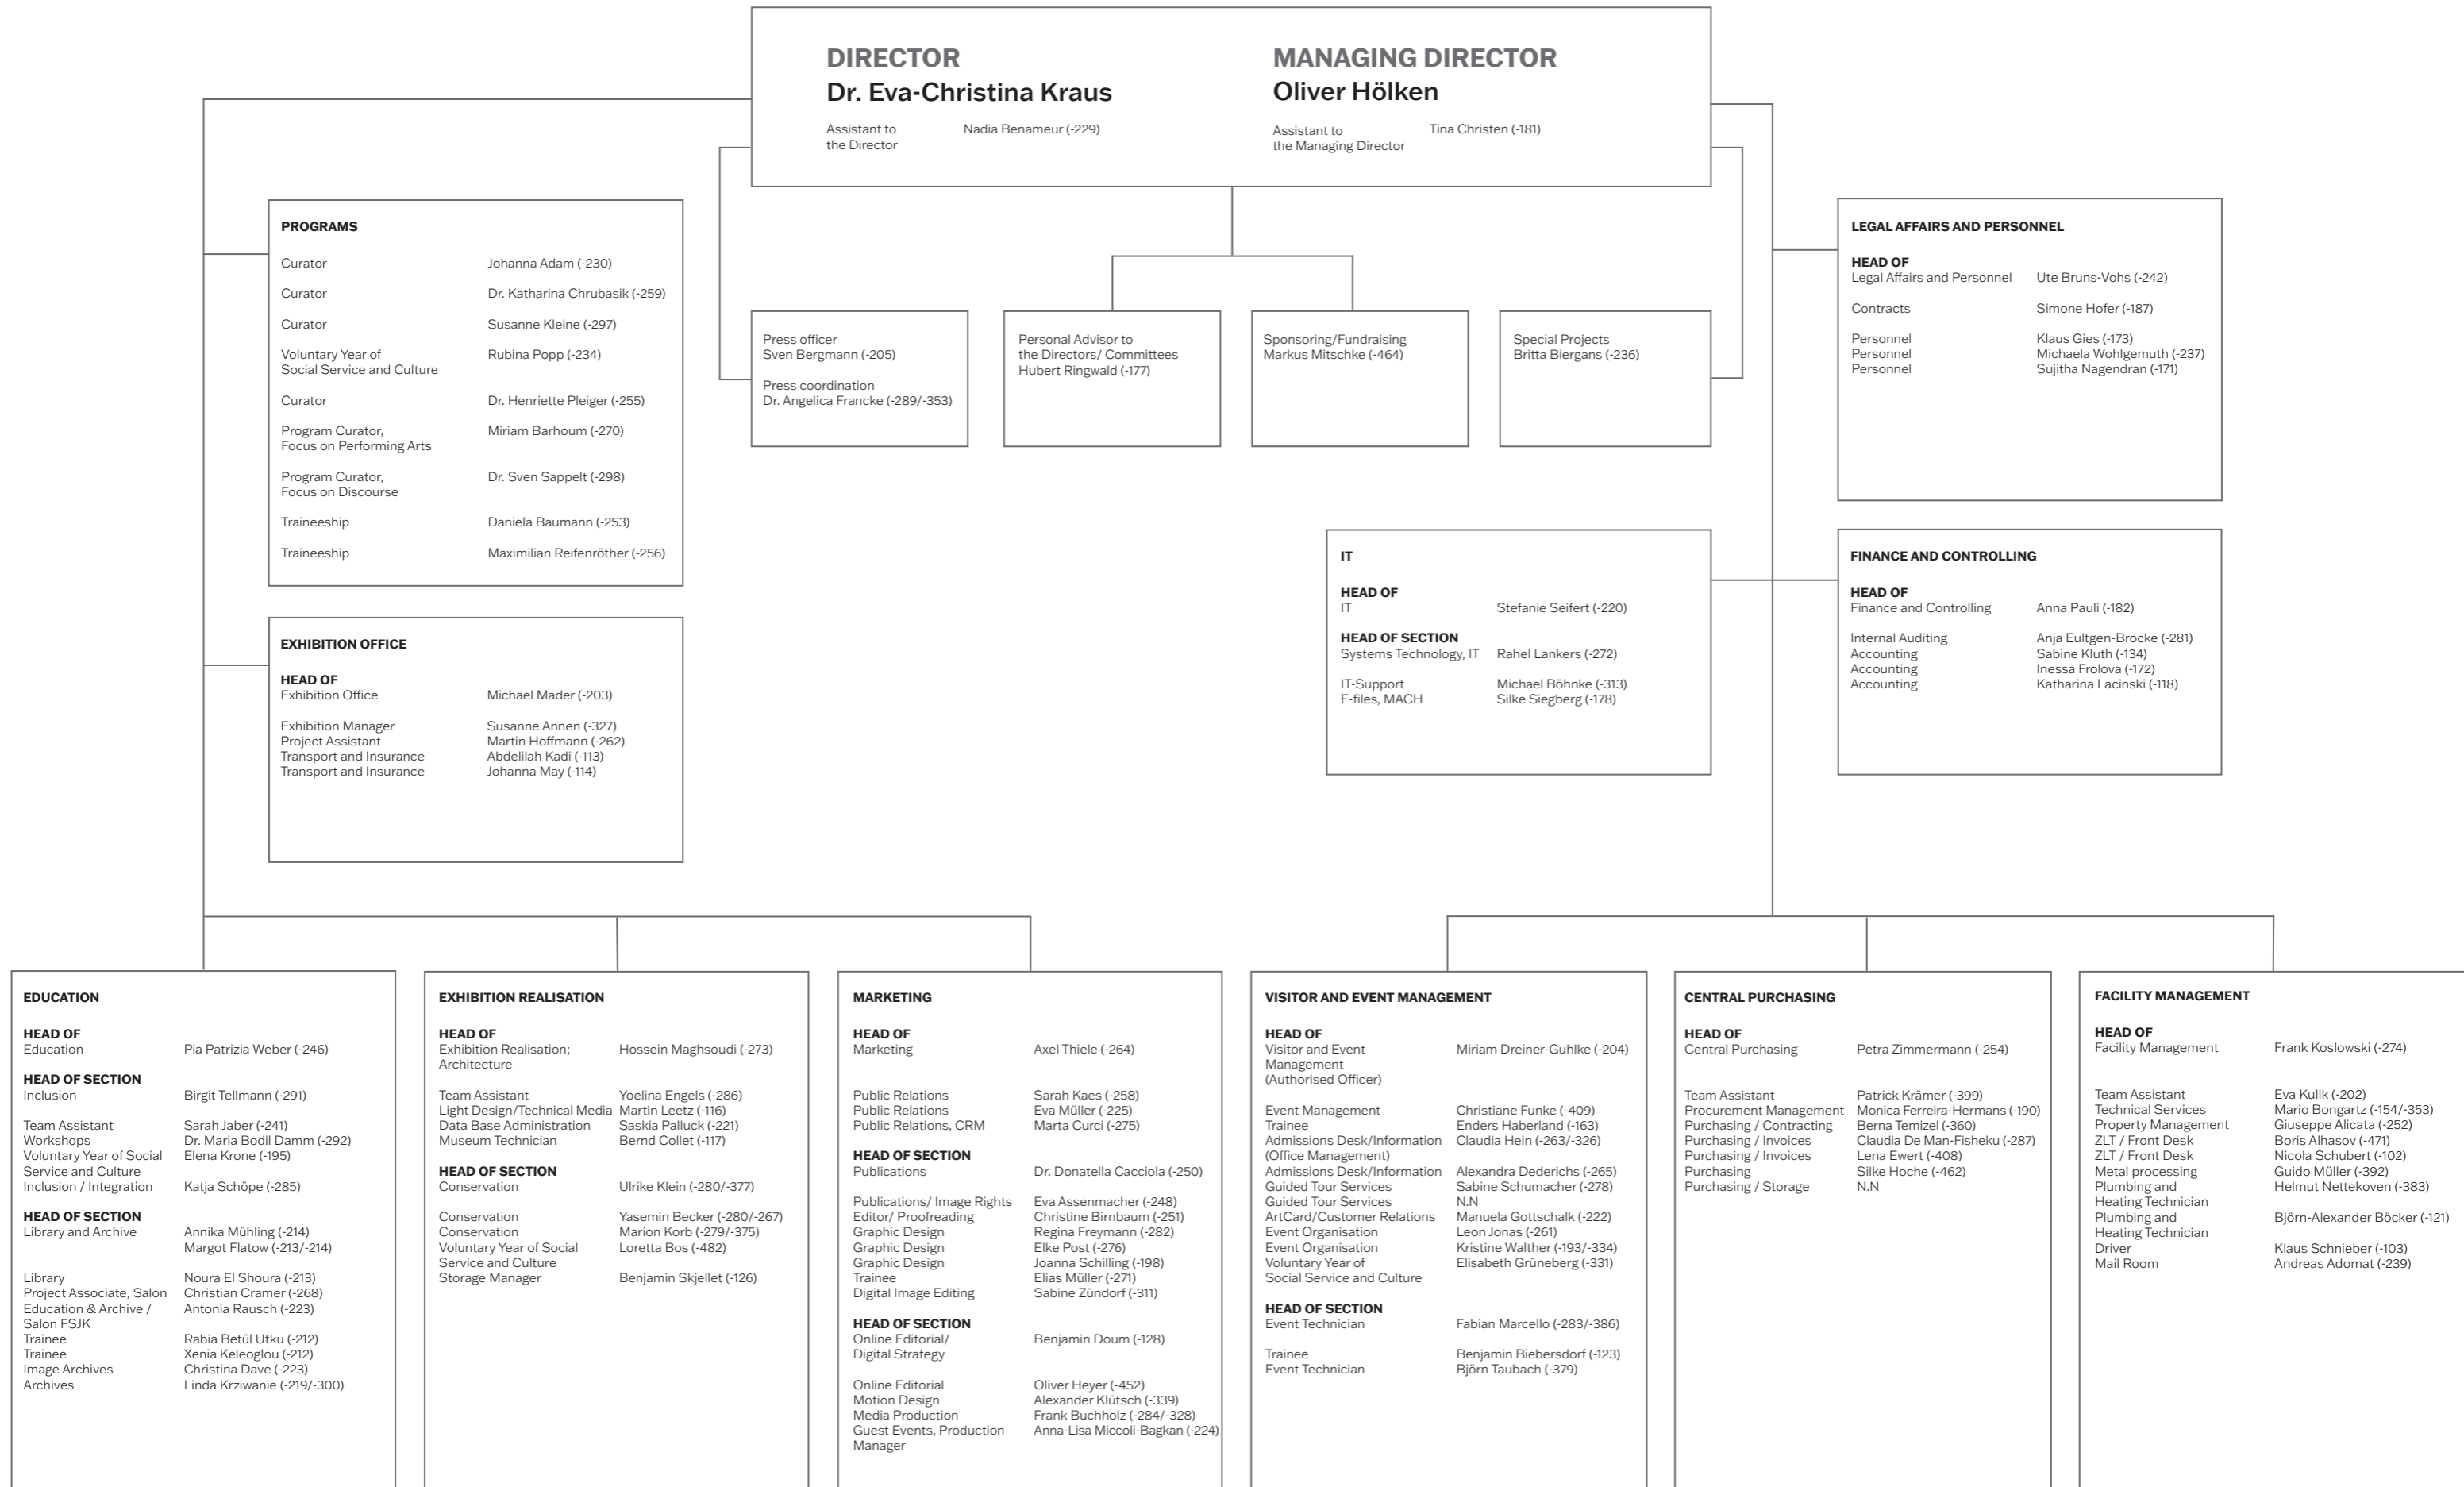 DIRECTOR
Dr. Eva-Christina Kraus
Assistant to Nadia Benameur (-229)
the Director
MANAGING DIRECTOR
Oliver Hölken
Assistant to Tina Christen (-181)
the Managing Director
PROGRAMS
Curator Johanna Adam (-230)
Curator Dr. Katharina Chrubasik (-259)
Curator Susanne Kleine (-297)
Voluntary Year of Rubina Popp (-234)
Social Service and Culture
Curator Dr. Henriette Pleiger (-255)
Program Curator, Miriam Barhoum (-270)
Focus on Performing Arts
Program Curator, Dr. Sven Sappelt (-298)
Focus on Discourse
Traineeship Daniela Baumann (-253)
Traineeship Maximilian Reifenröther (-256)
Press officer
Sven Bergmann (-205)
Press coordination
Dr. Angelica Francke (-289/-353)
Personal Advisor to
the Directors/ Committees
Hubert Ringwald (-177)
Sponsoring/Fundraising
Markus Mitschke (-464)
Special Projects
Britta Biergans (-236)
LEGAL AFFAIRS AND PERSONNEL
HEAD OF
Legal Affairs and Personnel Ute Bruns-Vohs (-242)
Contracts Simone Hofer (-187)
Personnel Klaus Gies (-173)
Personnel Michaela Wohlgemuth (-237)
Personnel Sujitha Nagendran (-171)
EXHIBITION OFFICE
HEAD OF
Exhibition Office Michael Mader (-203)
Exhibition Manager Susanne Annen (-327)
Project Assistant Martin Hoffmann (-262)
Transport and Insurance Abdelilah Kadi (-113)
Transport and Insurance Johanna May (-114)
IT
HEAD OF
IT Stefanie Seifert (-220)
HEAD OF SECTION
Systems Technology, IT Rahel Lankers (-272)
IT-Support Michael Böhnke (-313)
E-files, MACH Silke Siegberg (-178)
FINANCE AND CONTROLLING
HEAD OF
Finance and Controlling Anna Pauli (-182)
Internal Auditing Anja Eultgen-Brocke (-281)
Accounting Sabine Kluth (-134)
Accounting Inessa Frolova (-172)
Accounting Katharina Lacinski (-118)
EDUCATION
HEAD OF
Education Pia Patrizia Weber (-246)
HEAD OF SECTION
Inclusion Birgit Tellmann (-291)
Team Assistant Sarah Jaber (-241)
Workshops Dr. Maria Bodil Damm (-292)
Voluntary Year of Social Elena Krone (-195)
Service and Culture
Inclusion / Integration Katja Schöpe (-285)
HEAD OF SECTION
Library and Archive Annika Mühling (-214)
Margot Flatow (-213/-214)
Library Noura El Shoura (-213)
Project Associate, Salon Christian Cramer (-268)
Education & Archive / Antonia Rausch (-223)
Salon FSJK
Trainee Rabia Betül Utku (-212)
Trainee Xenia Keleoglou (-212)
Image Archives Christina Dave (-223)
Archives Linda Krziwanie (-219/-300)
EXHIBITION REALISATION
HEAD OF
Exhibition Realisation; Hossein Maghsoudi (-273)
Architecture
Team Assistant Yoelina Engels (-286)
Light Design/Technical Media Martin Leetz (-116)
Data Base Administration Saskia Palluck (-221)
Museum Technician Bernd Collet (-117)
HEAD OF SECTION
Conservation Ulrike Klein (-280/-377)
Conservation Yasemin Becker (-280/-267)
Conservation Marion Korb (-279/-375)
Voluntary Year of Social Loretta Bos (-482)
Service and Culture
Storage Manager Benjamin Skjellet (-126)
MARKETING
HEAD OF
Marketing Axel Thiele (-264)
Public Relations Sarah Kaes (-258)
Public Relations Eva Müller (-225)
Public Relations, CRM Marta Curci (-275)
HEAD OF SECTION
Publications Dr. Donatella Cacciola (-250)
Publications/ Image Rights Eva Assenmacher (-248)
Editor/ Proofreading Christine Birnbaum (-251)
Graphic Design Regina Freymann (-282)
Graphic Design Elke Post (-276)
Graphic Design Joanna Schilling (-198)
Trainee Elias Müller (-271)
Digital Image Editing Sabine Zündorf (-311)
HEAD OF SECTION
Online Editorial/ Benjamin Doum (-128)
Digital Strategy
Online Editorial Oliver Heyer (-452)
Motion Design Alexander Klütsch (-339)
Media Production Frank Buchholz (-284/-328)
Guest Events, Production Anna-Lisa Miccoli-Bagkan (-224)
Manager
VISITOR AND EVENT MANAGEMENT
HEAD OF
Visitor and Event Miriam Dreiner-Guhlke (-204)
Management
(Authorised Officer)
Event Management Christiane Funke (-409)
Trainee Enders Haberland (-163)
Admissions Desk/Information Claudia Hein (-263/-326)
(Office Management)
Admissions Desk/Information Alexandra Dederichs (-265)
Guided Tour Services Sabine Schumacher (-278)
Guided Tour Services N.N
ArtCard/Customer Relations Manuela Gottschalk (-222)
Event Organisation Leon Jonas (-261)
Event Organisation Kristine Walther (-193/-334)
Voluntary Year of Elisabeth Grüneberg (-331)
Social Service and Culture
HEAD OF SECTION
Event Technician Fabian Marcello (-283/-386)
Trainee Benjamin Biebersdorf (-123)
Event Technician Björn Taubach (-379)
CENTRAL PURCHASING
HEAD OF
Central Purchasing Petra Zimmermann (-254)
Team Assistant Patrick Krämer (-399)
Procurement Management Monica Ferreira-Hermans (-190)
Purchasing / Contracting Berna Temizel (-360)
Purchasing / Invoices Claudia De Man-Fisheku (-287)
Purchasing / Invoices Lena Ewert (-408)
Purchasing Silke Hoche (-462)
Purchasing / Storage N.N
FACILITY MANAGEMENT
HEAD OF
Facility Management Frank Koslowski (-274)
Team Assistant Eva Kulik (-202)
Technical Services Mario Bongartz (-154/-353)
Property Management Giuseppe Alicata (-252)
ZLT / Front Desk Boris Alhasov (-471)
ZLT / Front Desk Nicola Schubert (-102)
Metal processing Guido Müller (-392)
Plumbing and Helmut Nettekoven (-383)
Heating Technician
Plumbing and Björn-Alexander Böcker (-121)
Heating Technician
Driver Klaus Schnieber (-103)
Mail Room Andreas Adomat (-239)